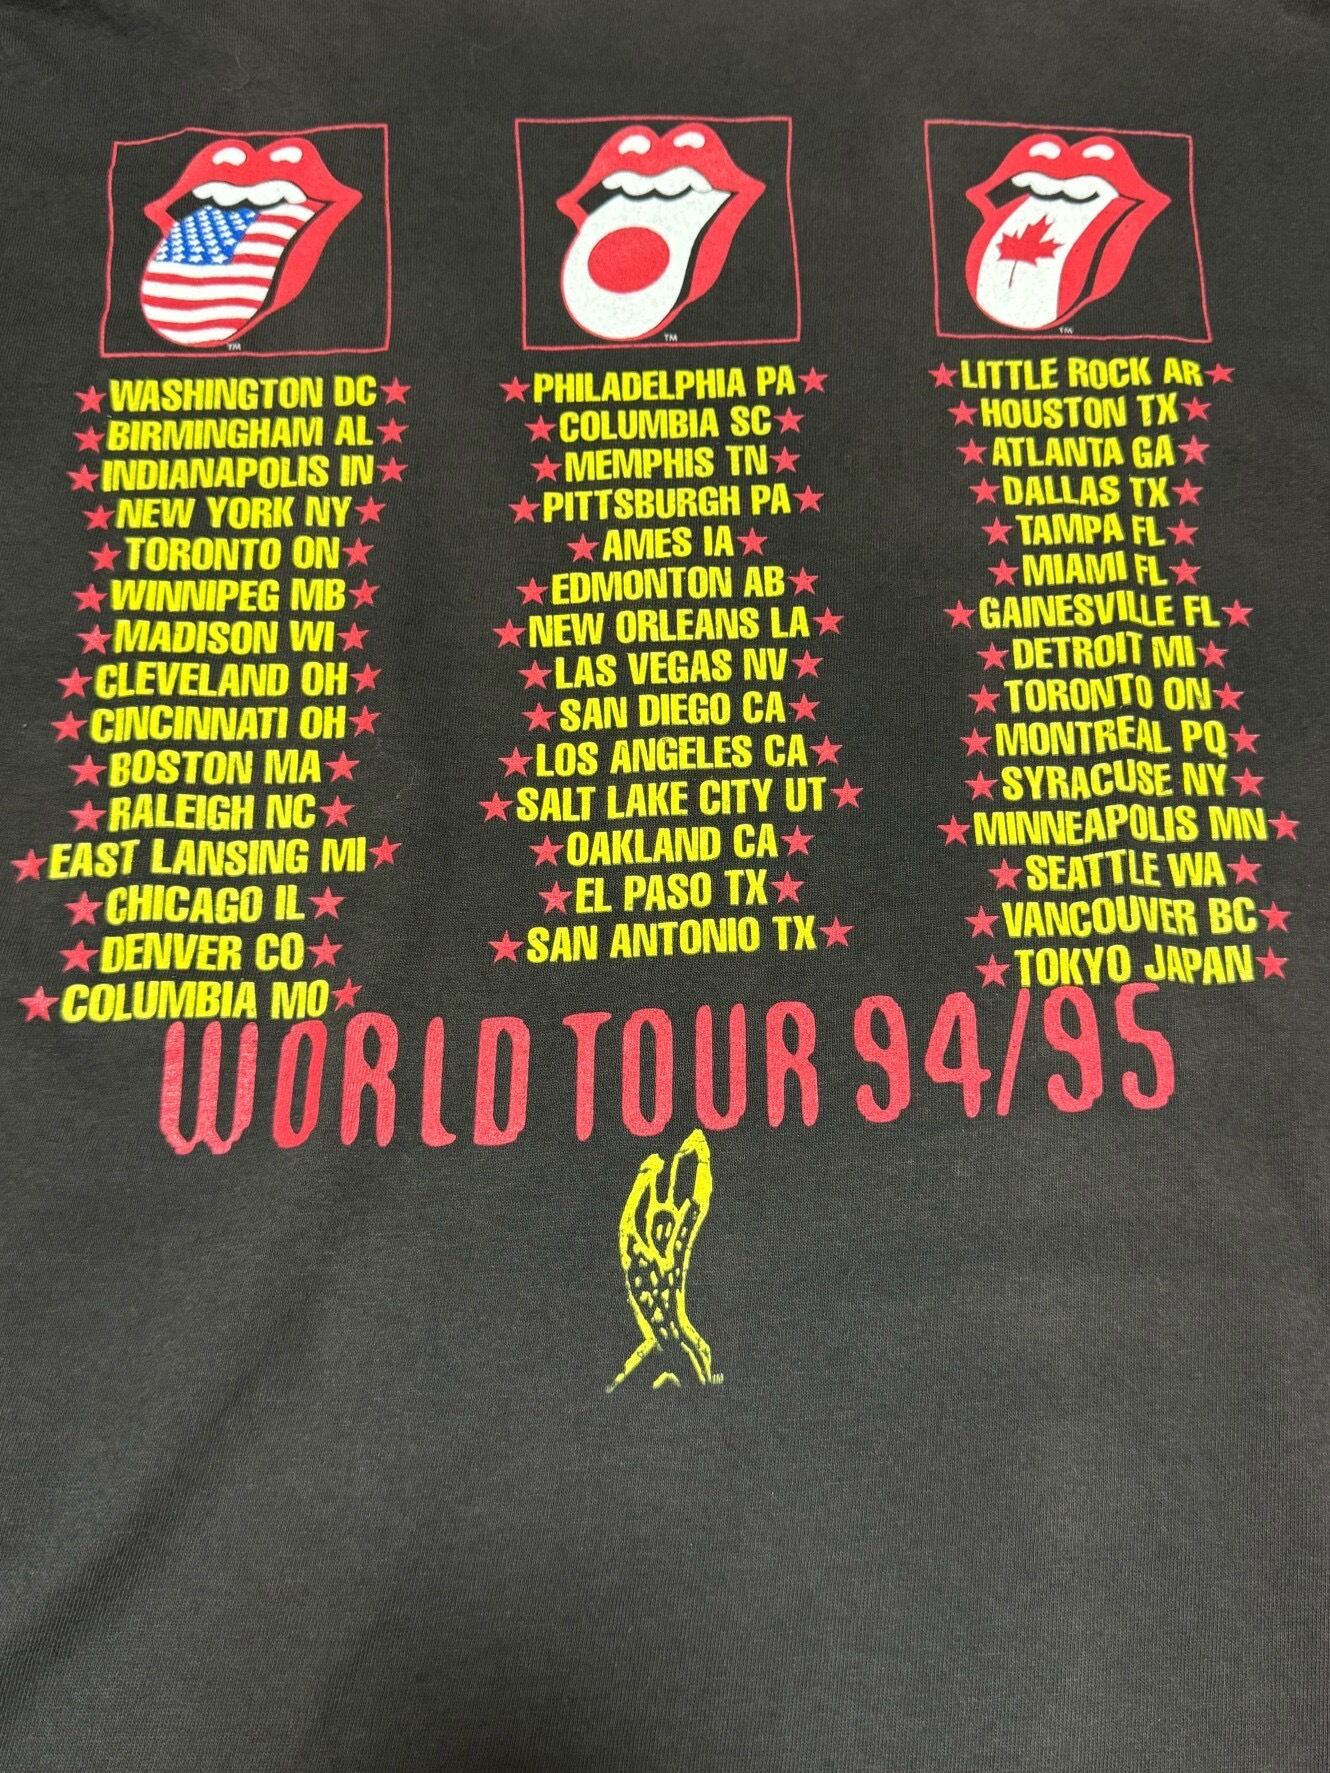 TM
TM
TM
WASHINGTON DC
BIRMINGHAM AL
INDIANAPOLIS IN
NEW YORK NY
TORONTO ON
WINNIPEG MB
MADISON WI
CLEVELAND OH
CINCINNATI OH
BOSTON MA
RALEIGH NC
EAST LANSING MI
CHICAGO IL
DENVER CO
COLUMBIA MO
PHILADELPHIA PA
COLUMBIA SC
MEMPHIS TN
PITTSBURGH PA
AMES IA
EDMONTON AB
NEW ORLEANS LA
LAS VEGAS NV
SAN DIEGO CA
LOS ANGELES CA
SALT LAKE CITY UT
OAKLAND CA
EL PASO TX
SAN ANTONIO TX
LITTLE ROCK AR
HOUSTON TX
ATLANTA GA
DALLAS TX
TAMPA FL
MIAMI FL
GAINESVILLE FL
DETROIT MI
TORONTO ON
MONTREAL PQ
SYRACUSE NY
MINNEAPOLIS MN
SEATTLE WA
VANCOUVER BC
TOKYO JAPAN
WORLD TOUR 94/95
TM